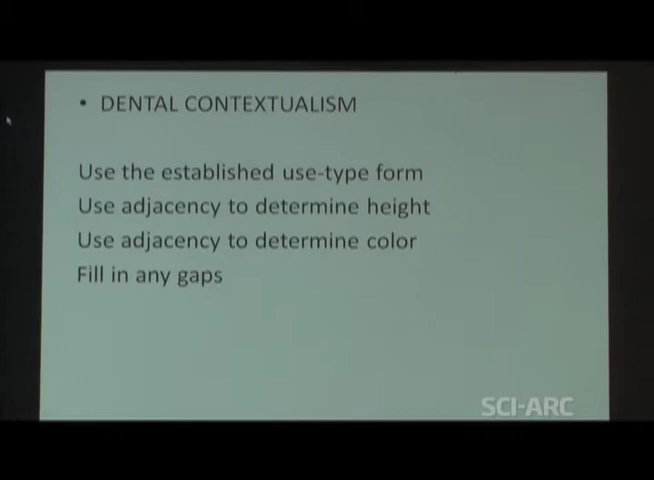 • DENTAL CONTEXTUALISM
Use the established use-type form
Use adjacency to determine height
Use adjacency to determine color
Fill in any gaps
SCI-ARC